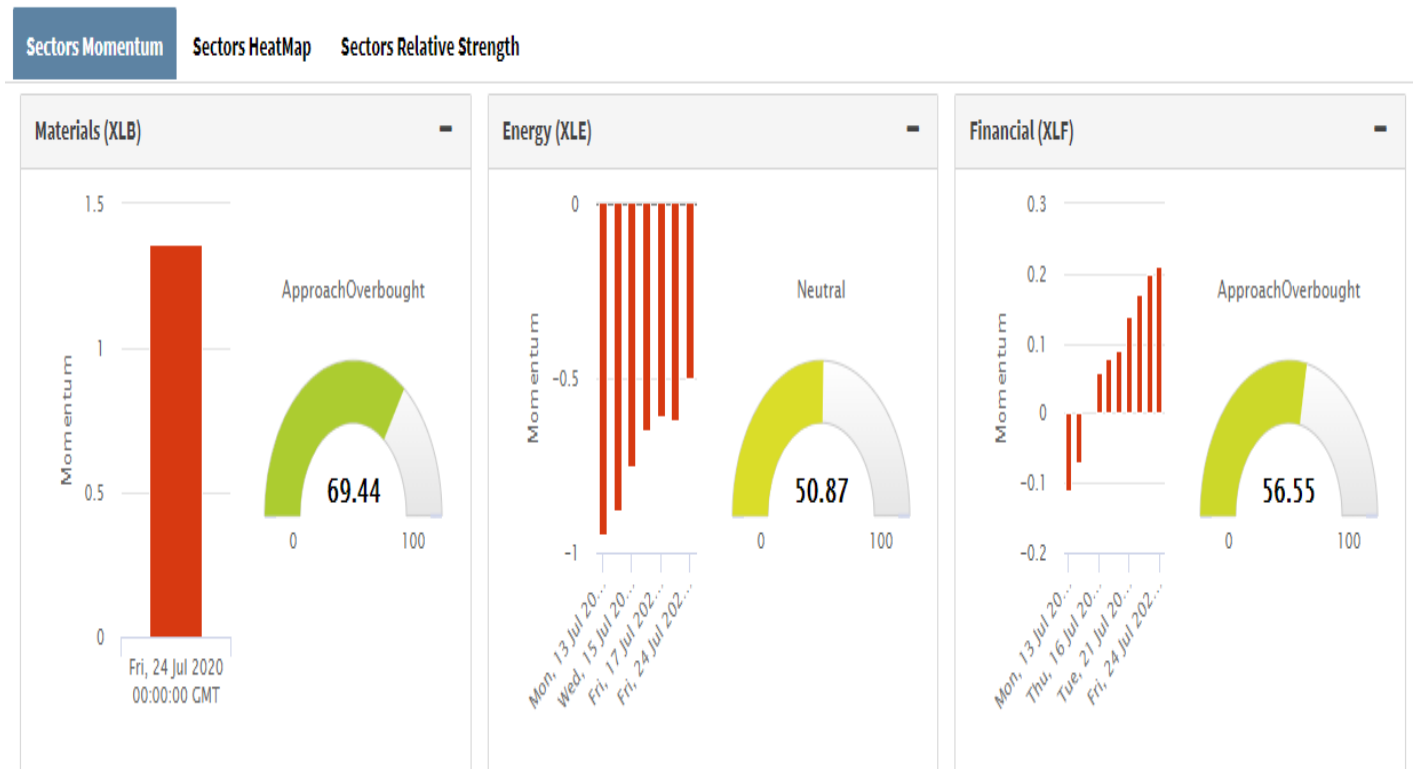 Sectors Momentum Sectors HeatMap Sectors Relative Strength
Materials (XLB)
1.5
1
0.5
0
Momentum
Fri, 24 Jul 2020
00:00:00 GMT
ApproachOverbought
69.44
0 100
Energy (XLE)
0
-0.5
-1
Momentum
Mon, 13 Jul 20...
Wed, 15 Jul 20...
Fri, 17 Jul 202...
Fri, 24 Jul 202...
Neutral
50.87
0 100
Financial (XLF)
0.3
0.2
0.1
0
-0.1
-0.2
Momentum
Mon, 13 Jul 20...
Thu, 16 Jul 20...
Tue, 21 Jul 20...
Fri, 24 Jul 202...
ApproachOverbought
56.55
0 100